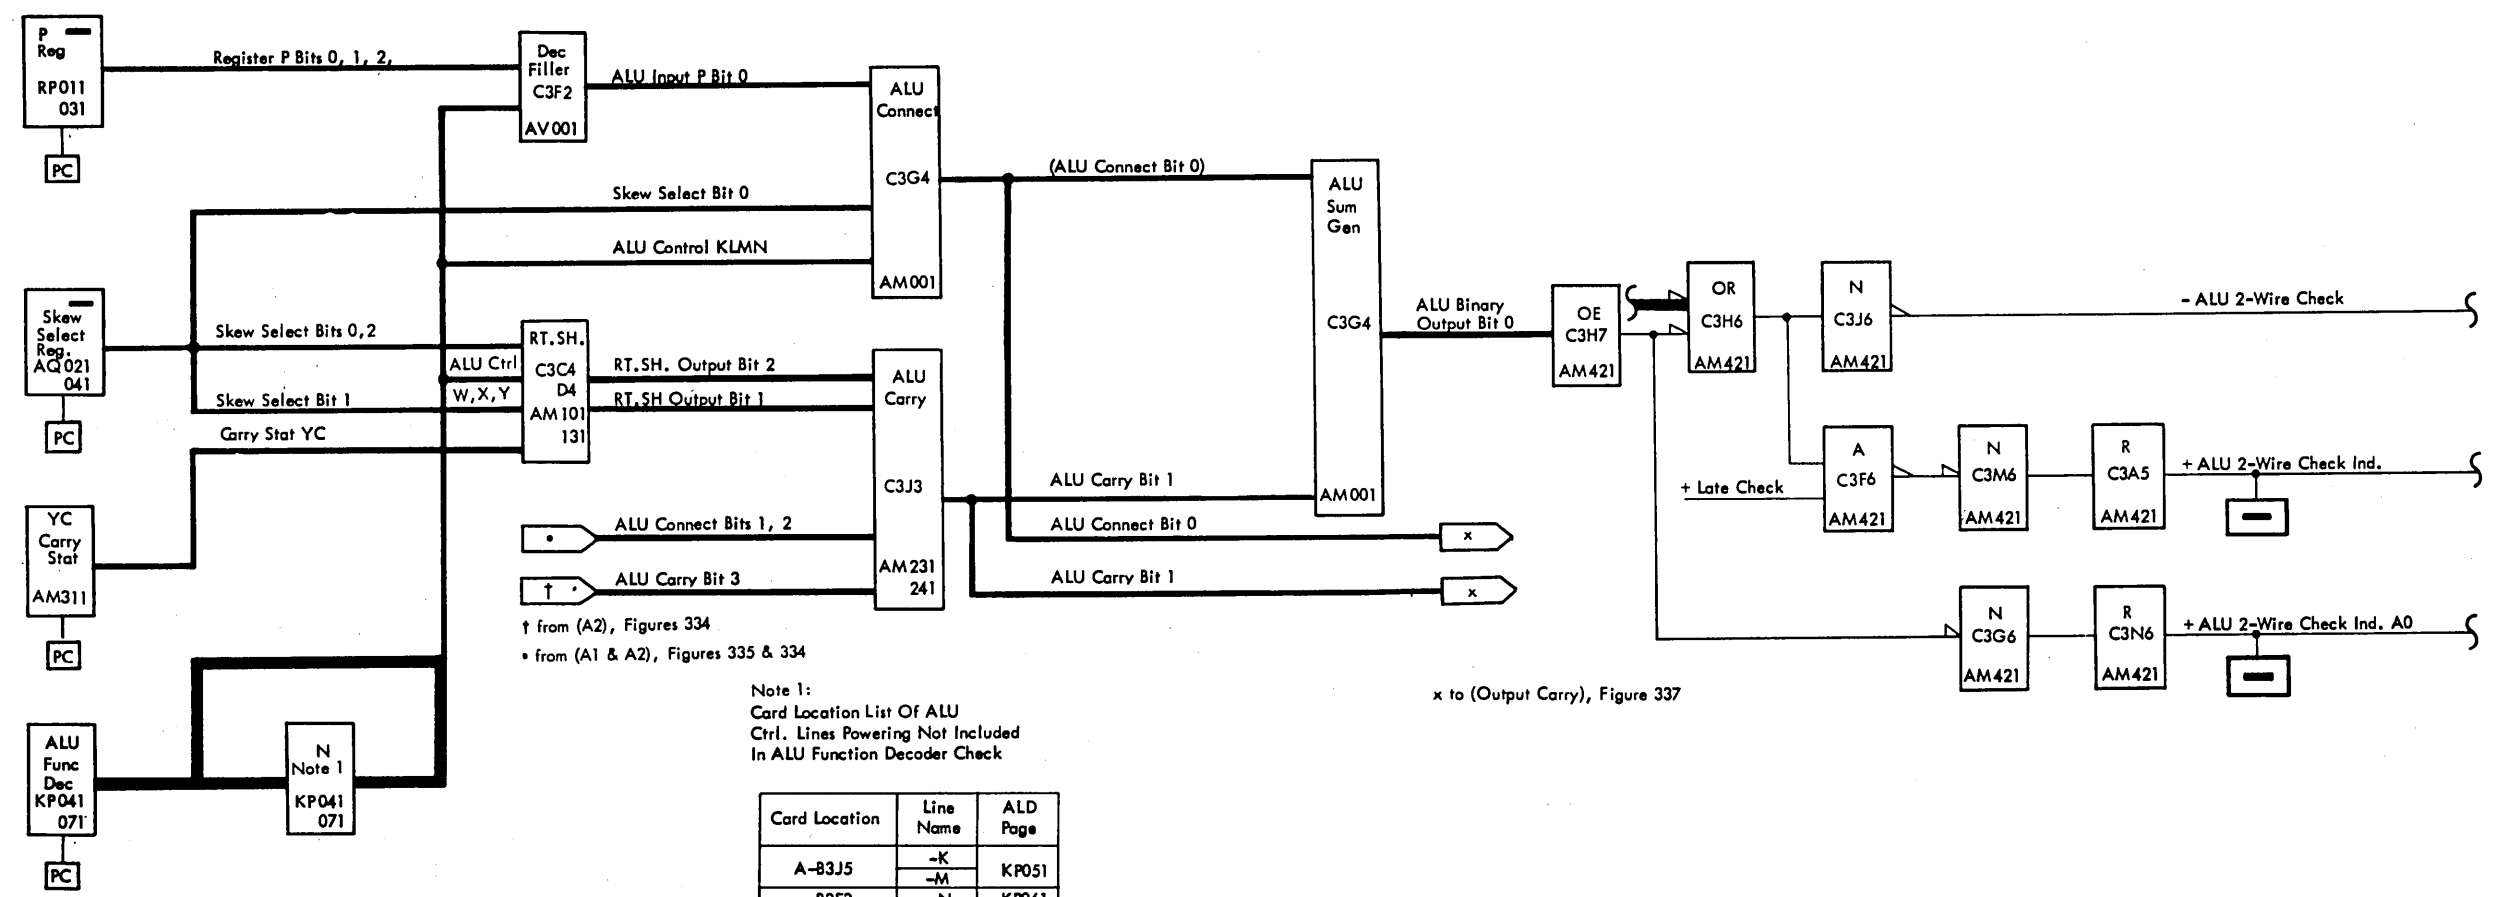 P
Reg
RP011
031
PC
Register P Bits 0, 1, 2,
Dec
Filler
C3F2
AV001
ALU Input P Bit 0
ALU
Connect
C3G4
AM001
Skew Select Bit 0
ALU Control KLMN
(ALU Connect Bit 0)
ALU
Sum
Gen
C3G4
AM001
Skew
Select
Reg.
AQ021
041
PC
Skew Select Bits 0,2
ALU Ctrl
W,X,Y
Skew Select Bit 1
Carry Stat YC
RT.SH.
C3C4
D4
AM101
131
RT.SH. Output Bit 2
RT.SH Output Bit 1
ALU
Carry
C3J3
AM231
241
ALU Connect Bits 1, 2
•
ALU Carry Bit 3
†
† from (A2), Figures 334
• from (A1 & A2), Figures 335 & 334
ALU Carry Bit 1
ALU Connect Bit 0
x
ALU Carry Bit 1
x
x to (Output Carry), Figure 337
ALU Binary
Output Bit 0
OE
C3H7
AM421
OR
C3H6
AM421
N
C3J6
AM421
- ALU 2-Wire Check
+ Late Check
A
C3F6
AM421
N
C3M6
AM421
R
C3A5
AM421
+ ALU 2-Wire Check Ind.
N
C3G6
AM421
R
C3N6
AM421
+ ALU 2-Wire Check Ind. A0
YC
Carry
Stat
AM311
PC
ALU
Func
Dec
KP041
071
PC
N
Note 1
KP041
071
Note 1:
Card Location List Of ALU
Ctrl. Lines Powering Not Included
In ALU Function Decoder Check
Card Location
Line
Name
ALD
Page
A-B3J5
-K
-M
KP051